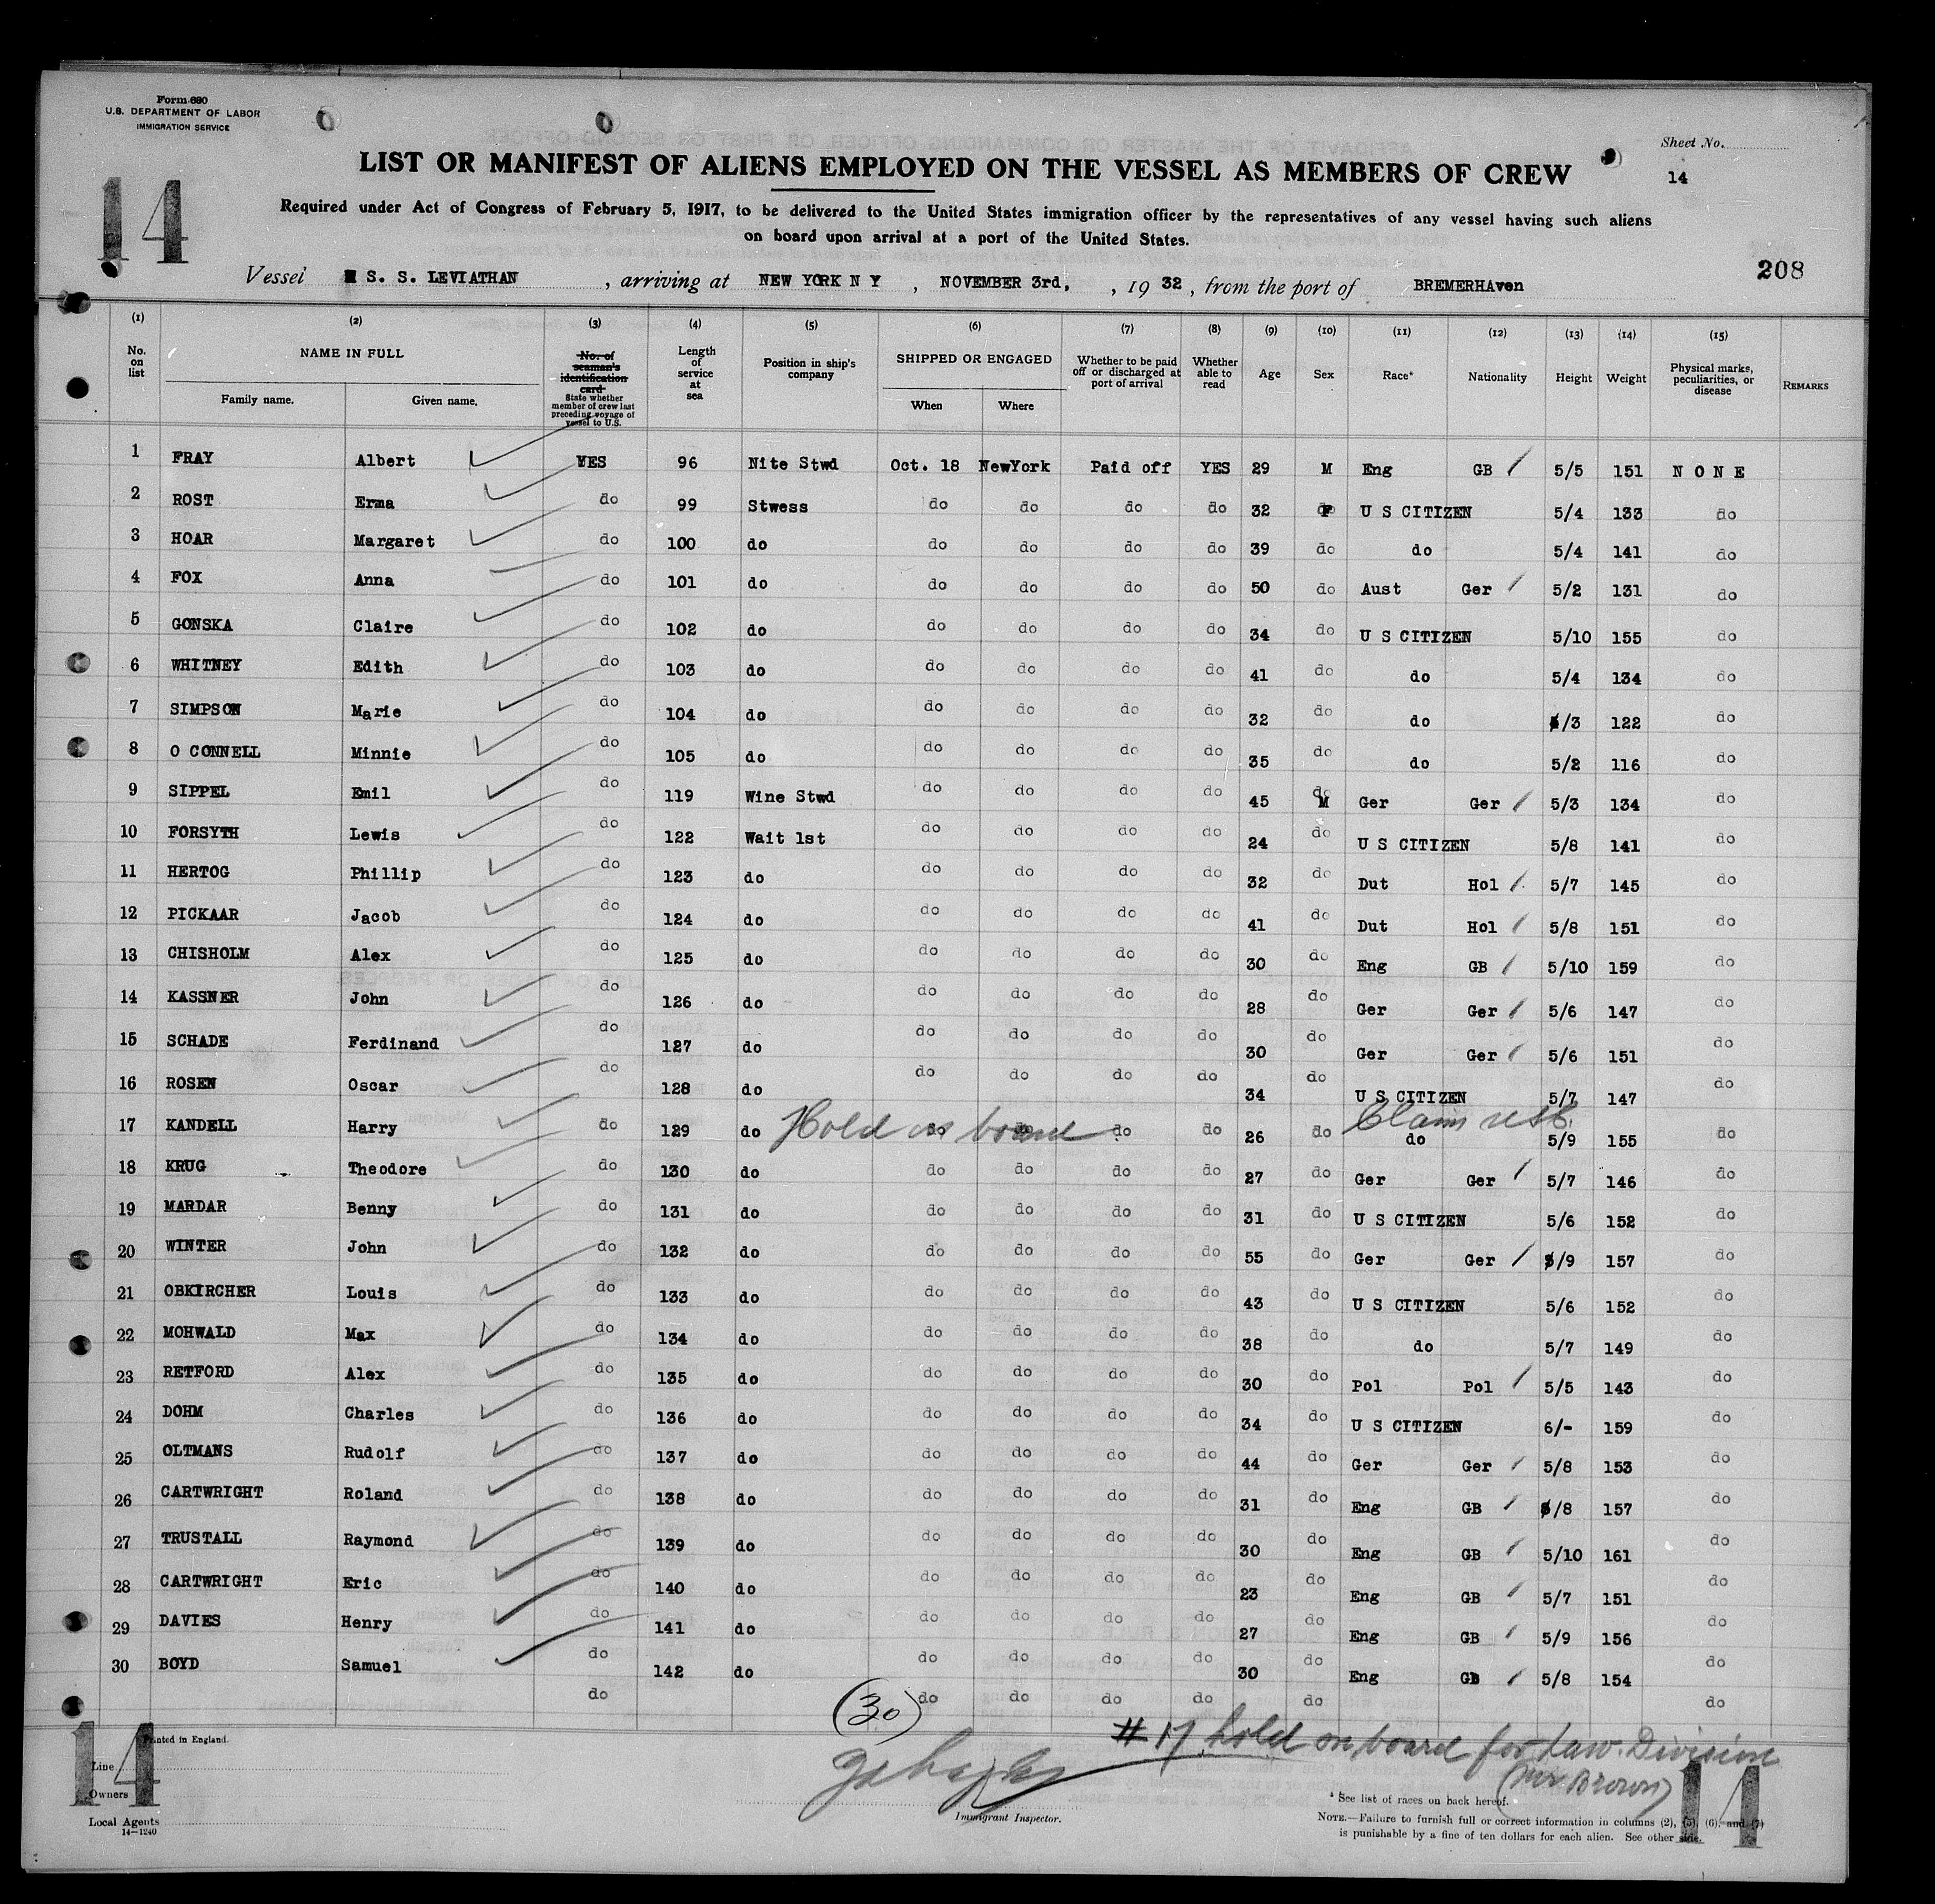 Form 680
U.S. DEPARTMENT OF LABOR
IMMIGRATION SERVICE
Sheet No.
14
LIST OR MANIFEST OF ALIENS EMPLOYED ON THE VESSEL AS MEMBERS OF CREW
14
Required under Act of Congress of February 5, 1917, to be delivered to the United States immigration officer by the representatives of any vessel having such aliens
on board upon arrival at a port of the United States.
208
Vessel S. S. LEVIATHAN , arriving at NEW YORK N Y , NOVEMBER 3rd, , 19 32 , from the port of BREMERHAven
(1) (2) (3) (4) (5) (6) (7) (8) (9) (10) (11) (12) (13) (14) (15)
No. on list NAME IN FULL Family name. Given name. No. of seaman's identification card State whether member of crew last preceding voyage of vessel to U.S. Length of service at sea Position in ship's company SHIPPED OR ENGAGED When Where Whether to be paid off or discharged at port of arrival Whether able to read Age Sex Race* Nationality Height Weight Physical marks, peculiarities, or disease REMARKS
1 FRAY Albert YES 96 Nite Stwd Oct. 18 NewYork Paid off YES 29 M Eng GB 5/5 151 N O N E
2 ROST Erma do 99 Stwess do do do do 32 F U S CITIZEN 5/4 133 do
3 HOAR Margaret do 100 do do do do do 39 do do 5/4 141 do
4 FOX Anna do 101 do do do do do 50 do Aust Ger 5/2 131 do
5 GONSKA Claire do 102 do do do do do 34 do U S CITIZEN 5/10 155 do
6 WHITNEY Edith do 103 do do do do do 41 do do 5/4 134 do
7 SIMPSON Marie do 104 do do do do do 32 do do /3 122 do
8 O CONNELL Minnie do 105 do do do do do 35 do do 5/2 116 do
9 SIPPEL Emil do 119 Wine Stwd do do do do 45 do M Ger Ger 5/3 134 do
10 FORSYTH Lewis do 122 Wait 1st do do do do 24 do U S CITIZEN 5/8 141 do
11 HERTOG Phillip do 123 do do do do do 32 do Dut Hol 5/7 145 do
12 PICKAAR Jacob do 124 do do do do do 41 do Dut Hol 5/8 151 do
13 CHISHOLM Alex do 125 do do do do do 30 do Eng GB 5/10 159 do
14 KASSNER John do 126 do do do do do 28 do Ger Ger 5/6 147 do
15 SCHADE Ferdinand do 127 do do do do do 30 do Ger Ger 5/6 151 do
16 ROSEN Oscar do 128 do do do do do 34 do U S CITIZEN 5/7 147 do
Hold on board Claim
17 KANDELL Harry do 129 do do do do do 26 do do 5/9 155 do
18 KRUG Theodore do 130 do do do do do 27 do Ger Ger 5/7 146 do
19 MARDAR Benny do 131 do do do do do 31 do U S CITIZEN 5/6 152 do
20 WINTER John do 132 do do do do do 55 do Ger Ger 5/9 157 do
21 OBKIRCHER Louis do 133 do do do do do 43 do U S CITIZEN 5/6 152 do
22 MOHWALD Max do 134 do do do do do 38 do do 5/7 149 do
23 RETFORD Alex do 135 do do do do do 30 do Pol Pol 5/5 143 do
24 DOHM Charles do 136 do do do do do 34 do U S CITIZEN 6/- 159 do
25 OLTMANS Rudolf do 137 do do do do do 44 do Ger Ger 5/8 153 do
26 CARTWRIGHT Roland do 138 do do do do do 31 do Eng GB /8 157 do
27 TRUSTALL Raymond do 139 do do do do do 30 do Eng GB 5/10 161 do
28 CARTWRIGHT Eric do 140 do do do do do 23 do Eng GB 5/7 151 do
29 DAVIES Henry do 141 do do do do do 27 do Eng GB 5/9 156 do
30 BOYD Samuel do 142 do do do do do 30 do Eng GB 5/8 154 do
do do do do do do do
(30)
# 17 hold on board for Law Division
(Mr Brown)
14
Printed in England.
Line
Owners
Local Agents
14—1240
Immigrant Inspector.
* See list of races on back hereof.
NOTE.—Failure to furnish full or correct information in columns (2), (5), (6), and (7)
is punishable by a fine of ten dollars for each alien. See other side.
14